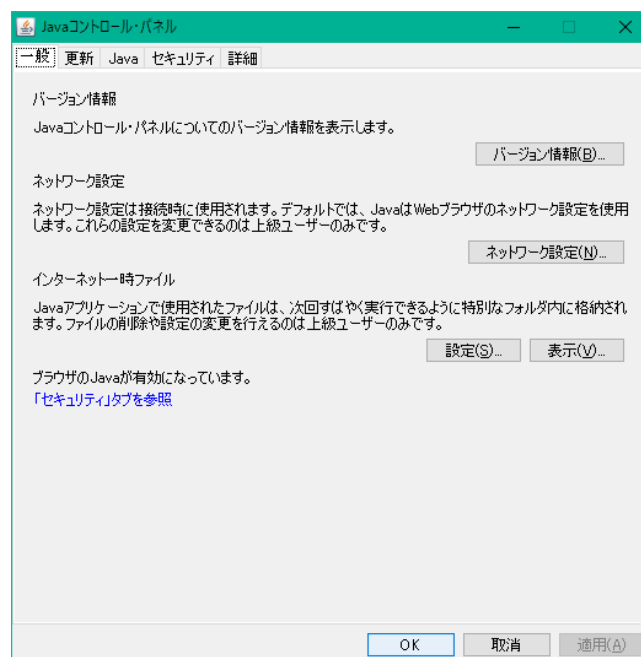 Javaコントロール・パネル
一般 更新 Java セキュリティ 詳細
バージョン情報
Javaコントロール・パネルについてのバージョン情報を表示します。
バージョン情報(B)...
ネットワーク設定
ネットワーク設定は接続時に使用されます。デフォルトでは、JavaはWebブラウザのネットワーク設定を使用
します。これらの設定を変更できるのは上級ユーザーのみです。
ネットワーク設定(N)...
インターネット一時ファイル
Javaアプリケーションで使用されたファイルは、次回すばやく実行できるように特別なフォルダ内に格納され
ます。ファイルの削除や設定の変更を行えるのは上級ユーザーのみです。
設定(S)... 表示(V)...
ブラウザのJavaが有効になっています。
「セキュリティ」タブを参照
OK 取消 適用(A)